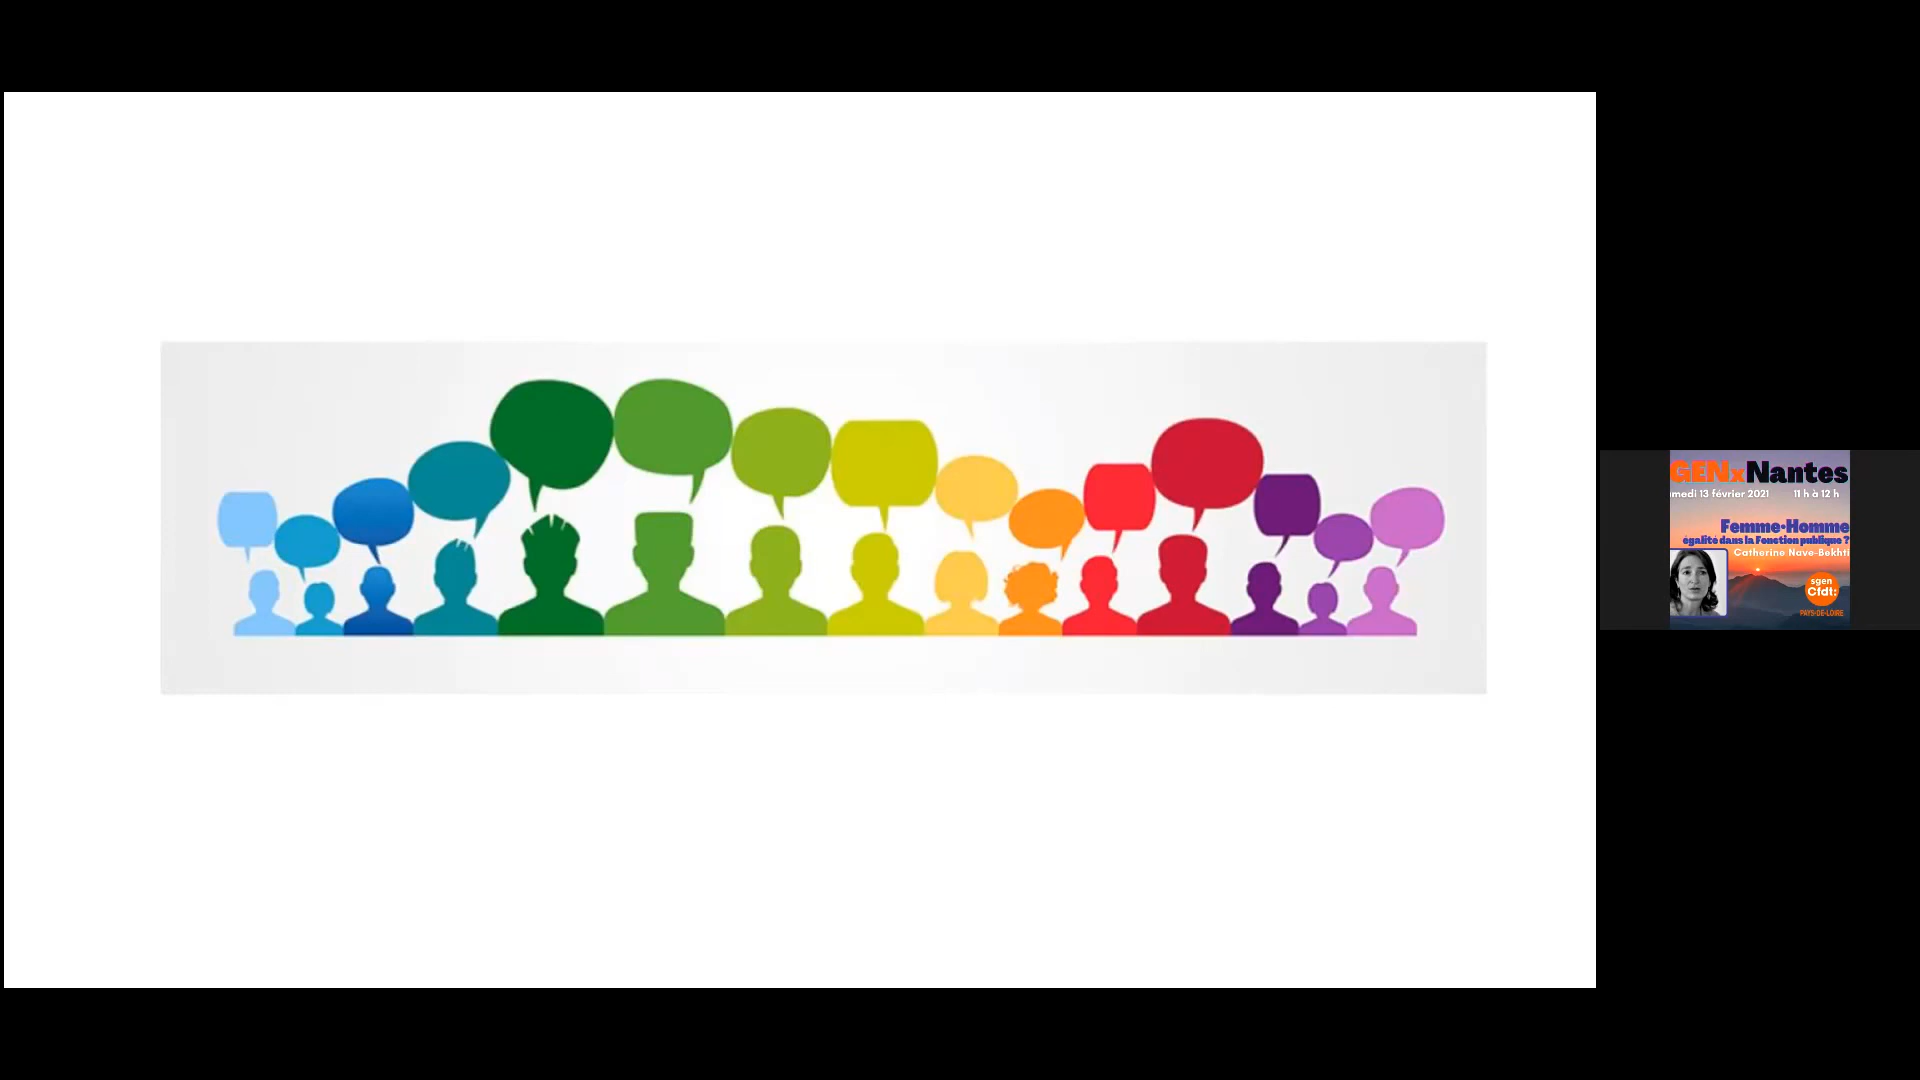 GENxNantes
medi 13 février 2021 11 h à 12 h
Femme•Homme
égalité dans la Fonction publique ?
Catherine Nave-Bekhti
sgen
Cfdt:
PAYS-DE-LOIRE